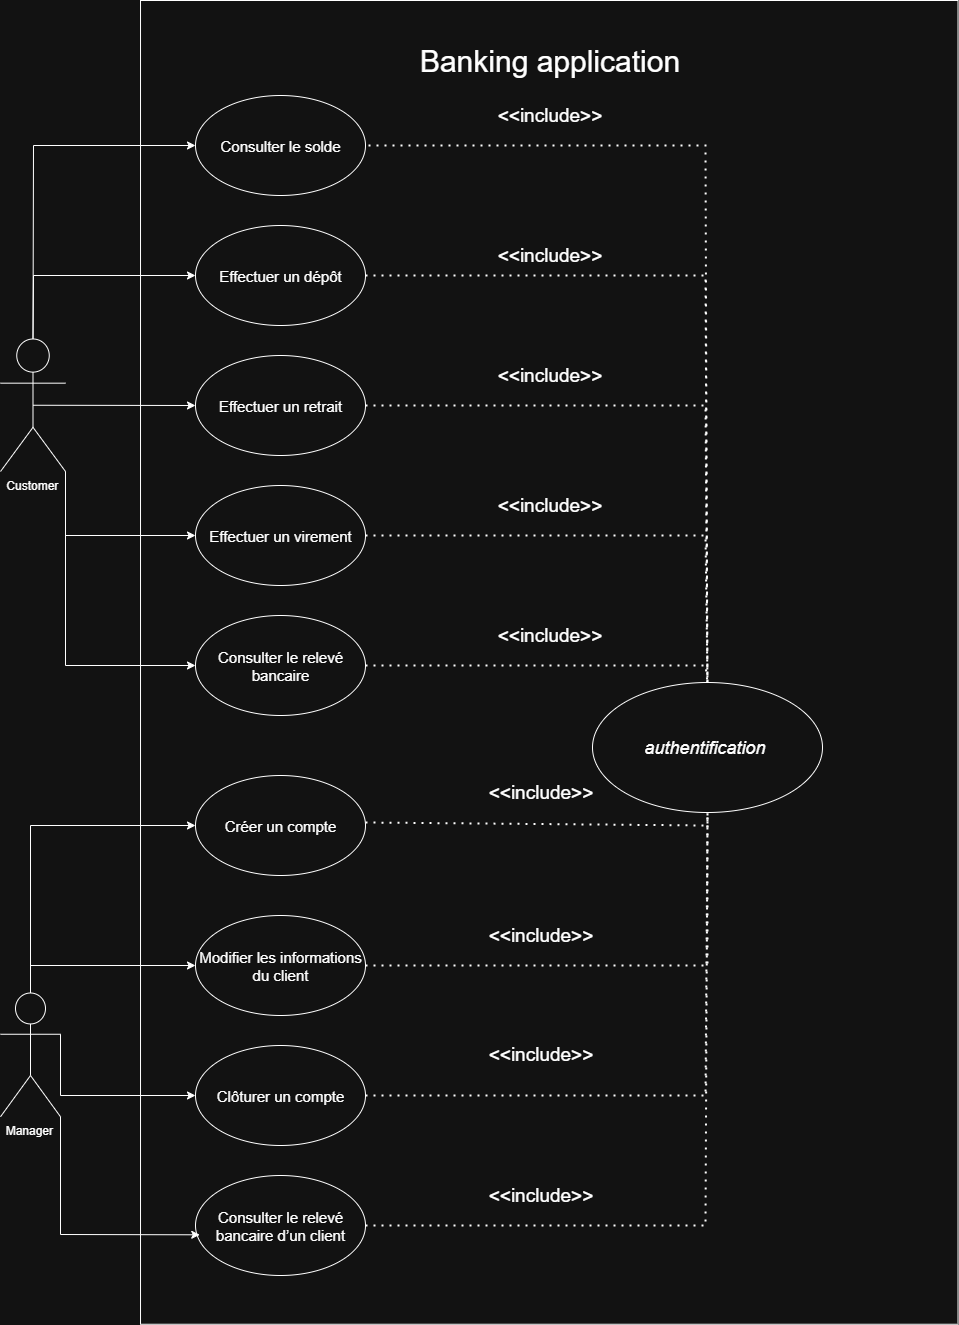 Banking application
<<include>>
Consulter le solde
<<include>>
Effectuer un dépôt
<<include>>
Effectuer un retrait
Customer
<<include>>
Effectuer un virement
<<include>>
Consulter le relevé
bancaire
authentification
<<include>>
Créer un compte
<<include>>
Modifier les informations
du client
<<include>>
Clôturer un compte
Manager
<<include>>
Consulter le relevé
bancaire d'un client